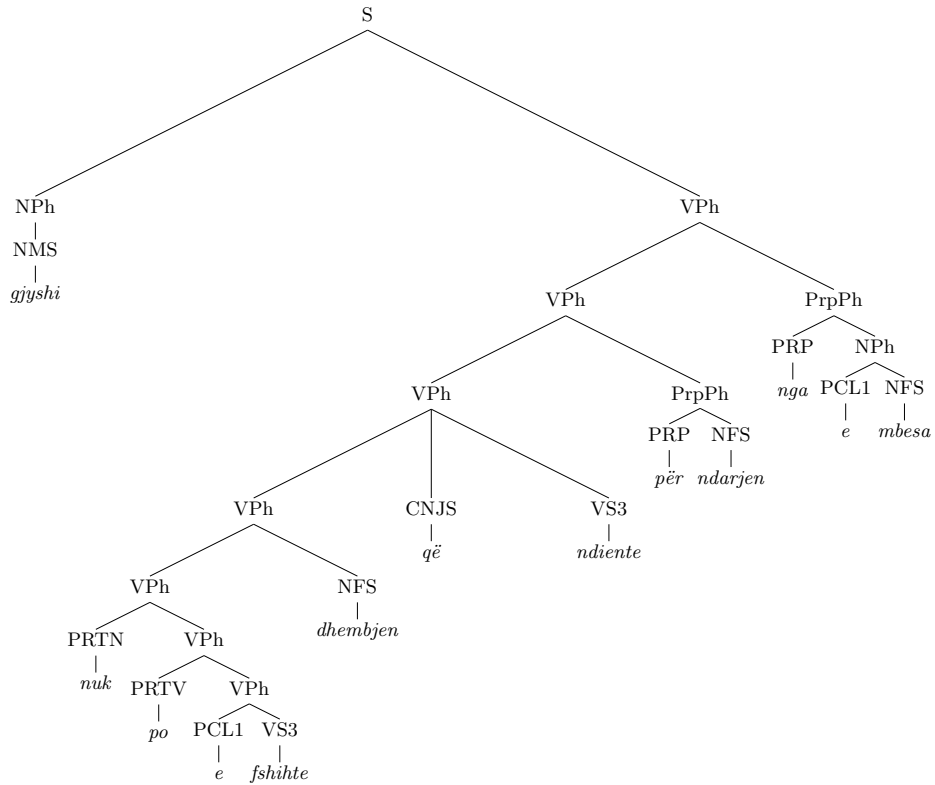 S
NPh VPh
NMS
gjyshi VPh PrpPh
PRP NPh
nga PCL1 NFS
e mbesa
VPh PrpPh
PRP NFS
për ndarjen
VPh CNJS VS3
që ndiente
VPh NFS
dhembjen
PRTN VPh
nuk PRTV VPh
po PCL1 VS3
e fshihte